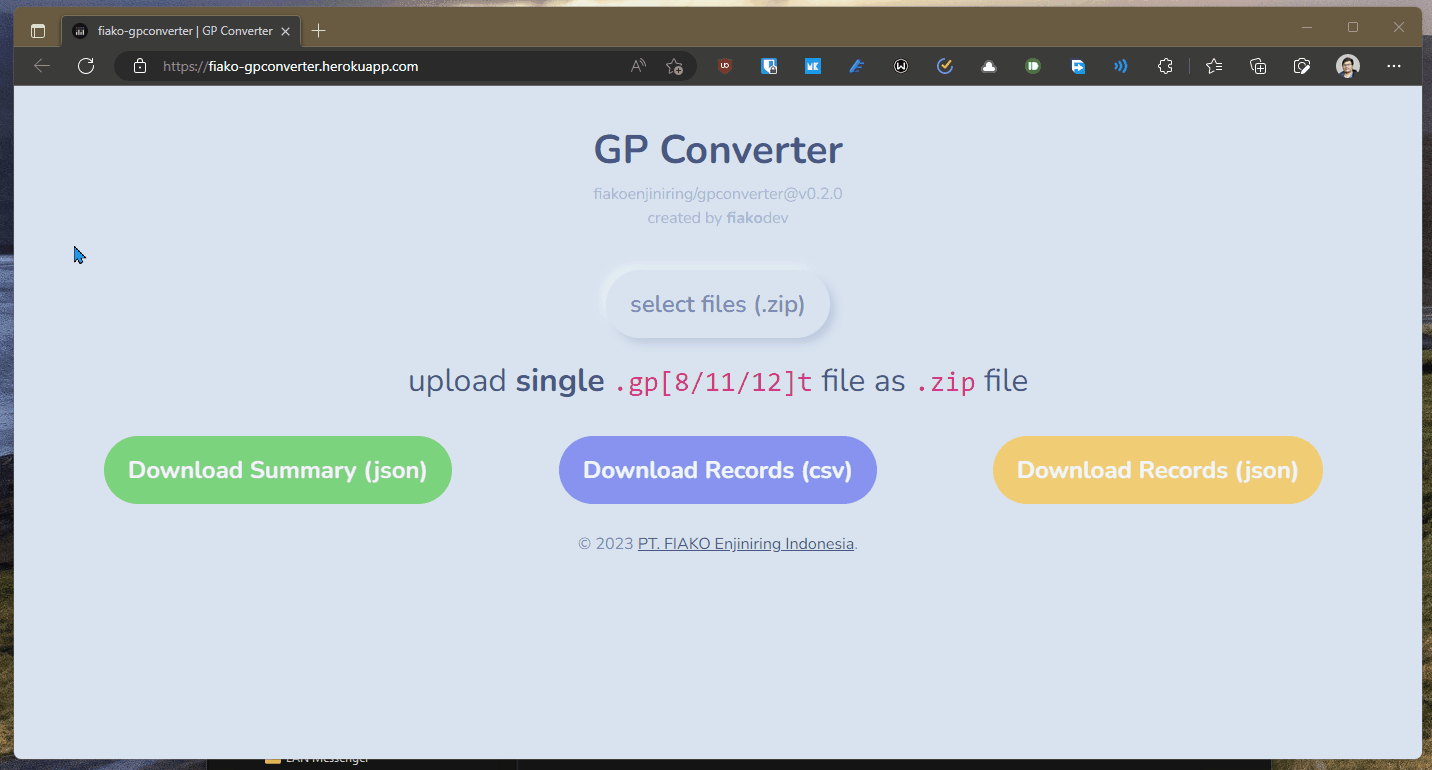 fiako-gpconverter | GP Converter
https://fiako-gpconverter.herokuapp.com
GP Converter
fiakoenjiniring/gpconverter@v0.2.0
created by fiakodev
select files (.zip)
upload single .gp[8/11/12]t file as .zip file
Download Summary (json)
Download Records (csv)
Download Records (json)
© 2023 PT. FIAKO Enjiniring Indonesia.
LAN Messenger